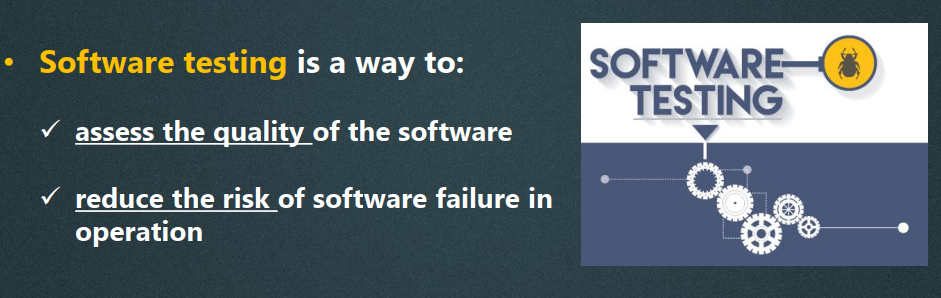 • Software testing is a way to:
✓ assess the quality of the software
✓ reduce the risk of software failure in
operation
SOFTWARE
TESTING